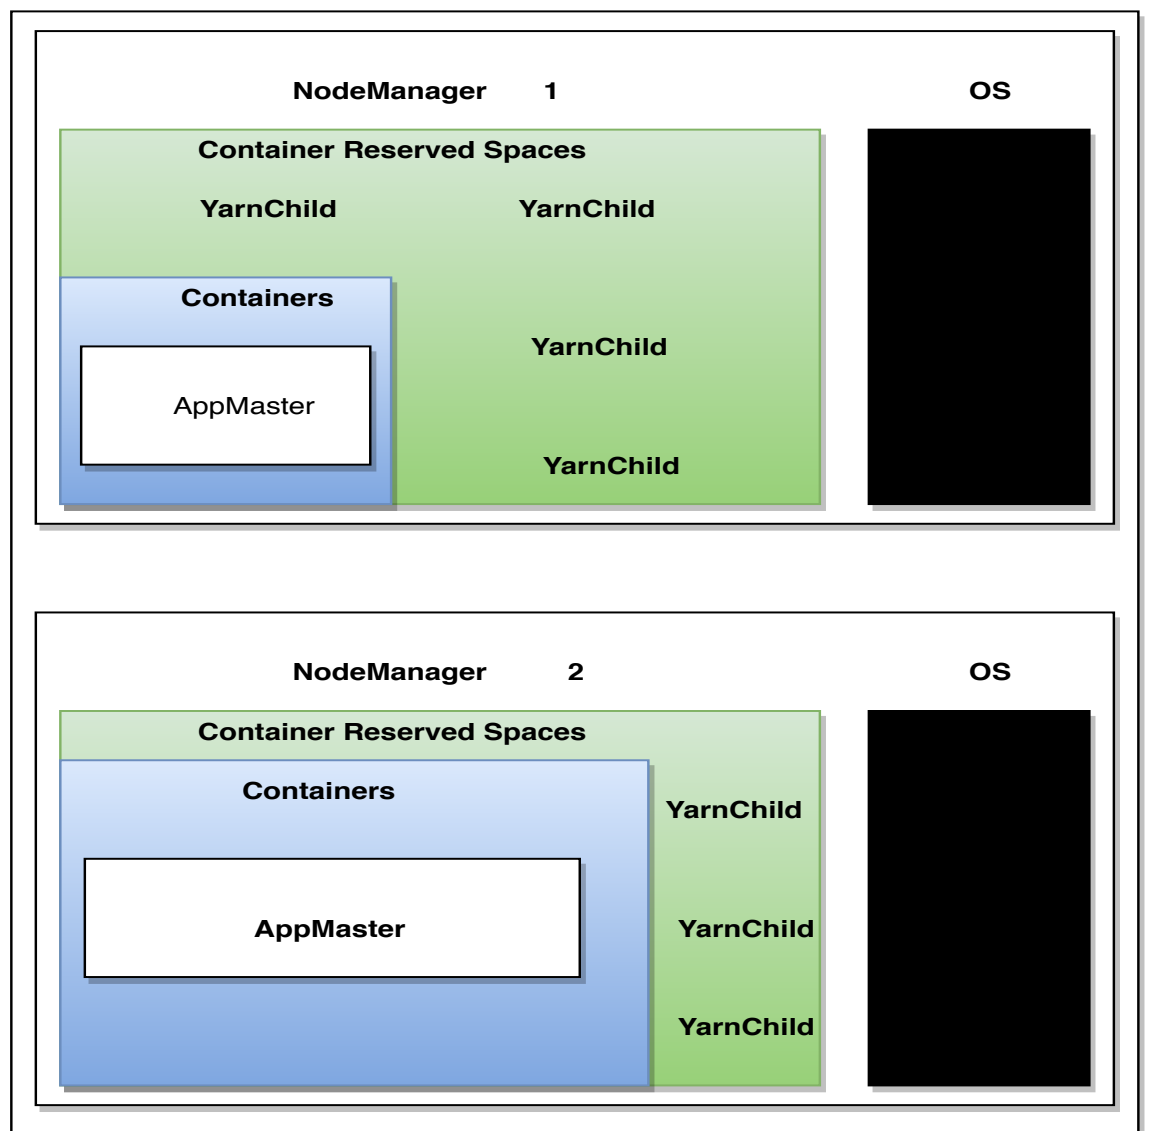 NodeManager 1 OS
Container Reserved Spaces
YarnChild YarnChild
Containers
YarnChild
AppMaster
YarnChild
NodeManager 2 OS
Container Reserved Spaces
Containers
YarnChild
AppMaster YarnChild
YarnChild